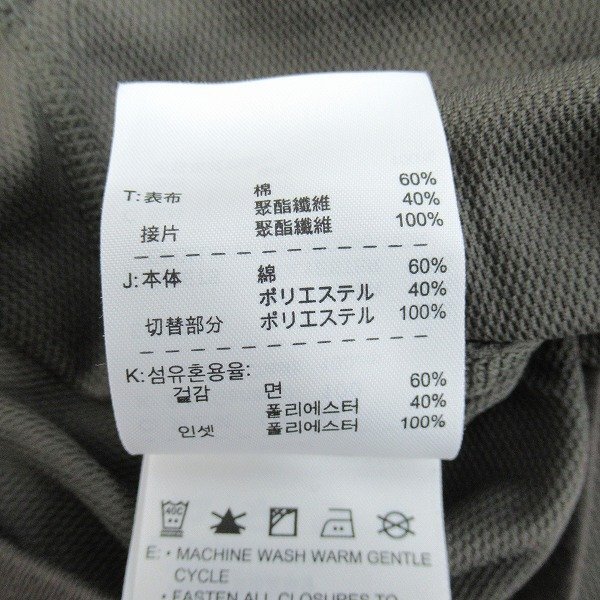 T: 表布 棉 60%
聚酯纖維 40%
接片 聚酯纖維 100%
J: 本体 綿 60%
ポリエステル 40%
切替部分 ポリエステル 100%
K: 섬유혼용율:
겉감 면 60%
폴리에스터 40%
인셋 폴리에스터 100%
40C
E: • MACHINE WASH WARM GENTLE
CYCLE
• FASTEN ALL CLOSURES TO